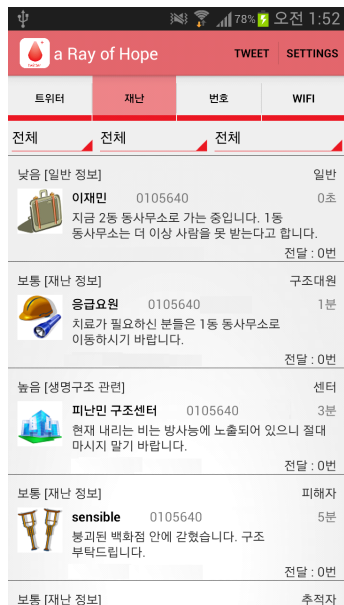 78% 오전 1:52
a Ray of Hope TWEET SETTINGS
트위터 재난 번호 WIFI
전체 전체 전체
낮음 [일반 정보] 일반
이재민 0105640 0초
지금 2동 동사무소로 가는 중입니다. 1동
동사무소는 더 이상 사람을 못 받는다고 합니다.
전달 : 0번
보통 [재난 정보] 구조대원
응급요원 0105640 1분
치료가 필요하신 분들은 1동 동사무소로
이동하시기 바랍니다.
전달 : 0번
높음 [생명구조 관련] 센터
피난민 구조센터 0105640 3분
현재 내리는 비는 방사능에 노출되어 있으니 절대
마시지 말기 바랍니다.
전달 : 0번
보통 [재난 정보] 피해자
sensible 0105640 5분
붕괴된 백화점 안에 갇혔습니다. 구조
부탁드립니다.
전달 : 0번
보통 [재난 정보] 추적자